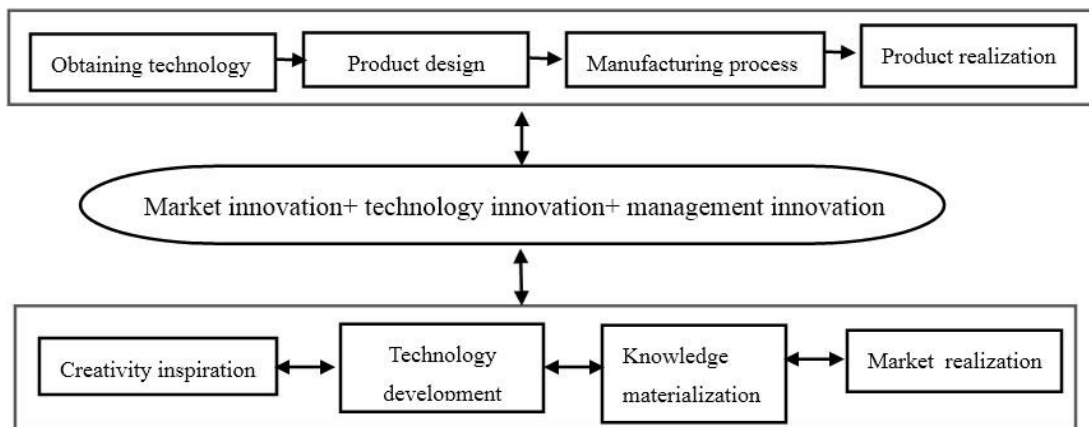 Obtaining technology
Product design
Manufacturing process
Product realization
Market innovation+ technology innovation+ management innovation
Creativity inspiration
Technology
development
Knowledge
materialization
Market realization